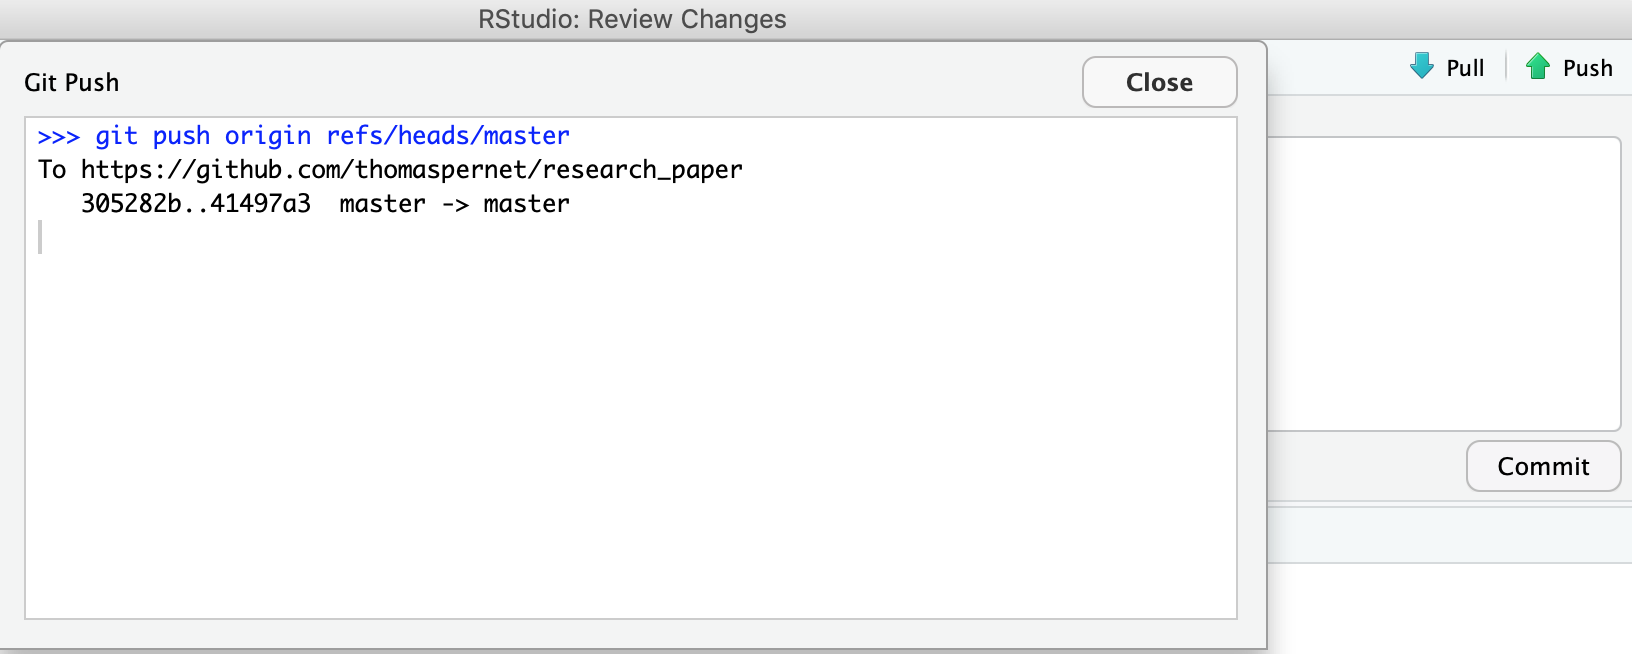 RStudio: Review Changes
Git Push
Close
Pull
Push
>>> git push origin refs/heads/master
To https://github.com/thomaspernet/research_paper
   305282b..41497a3  master -> master
Commit